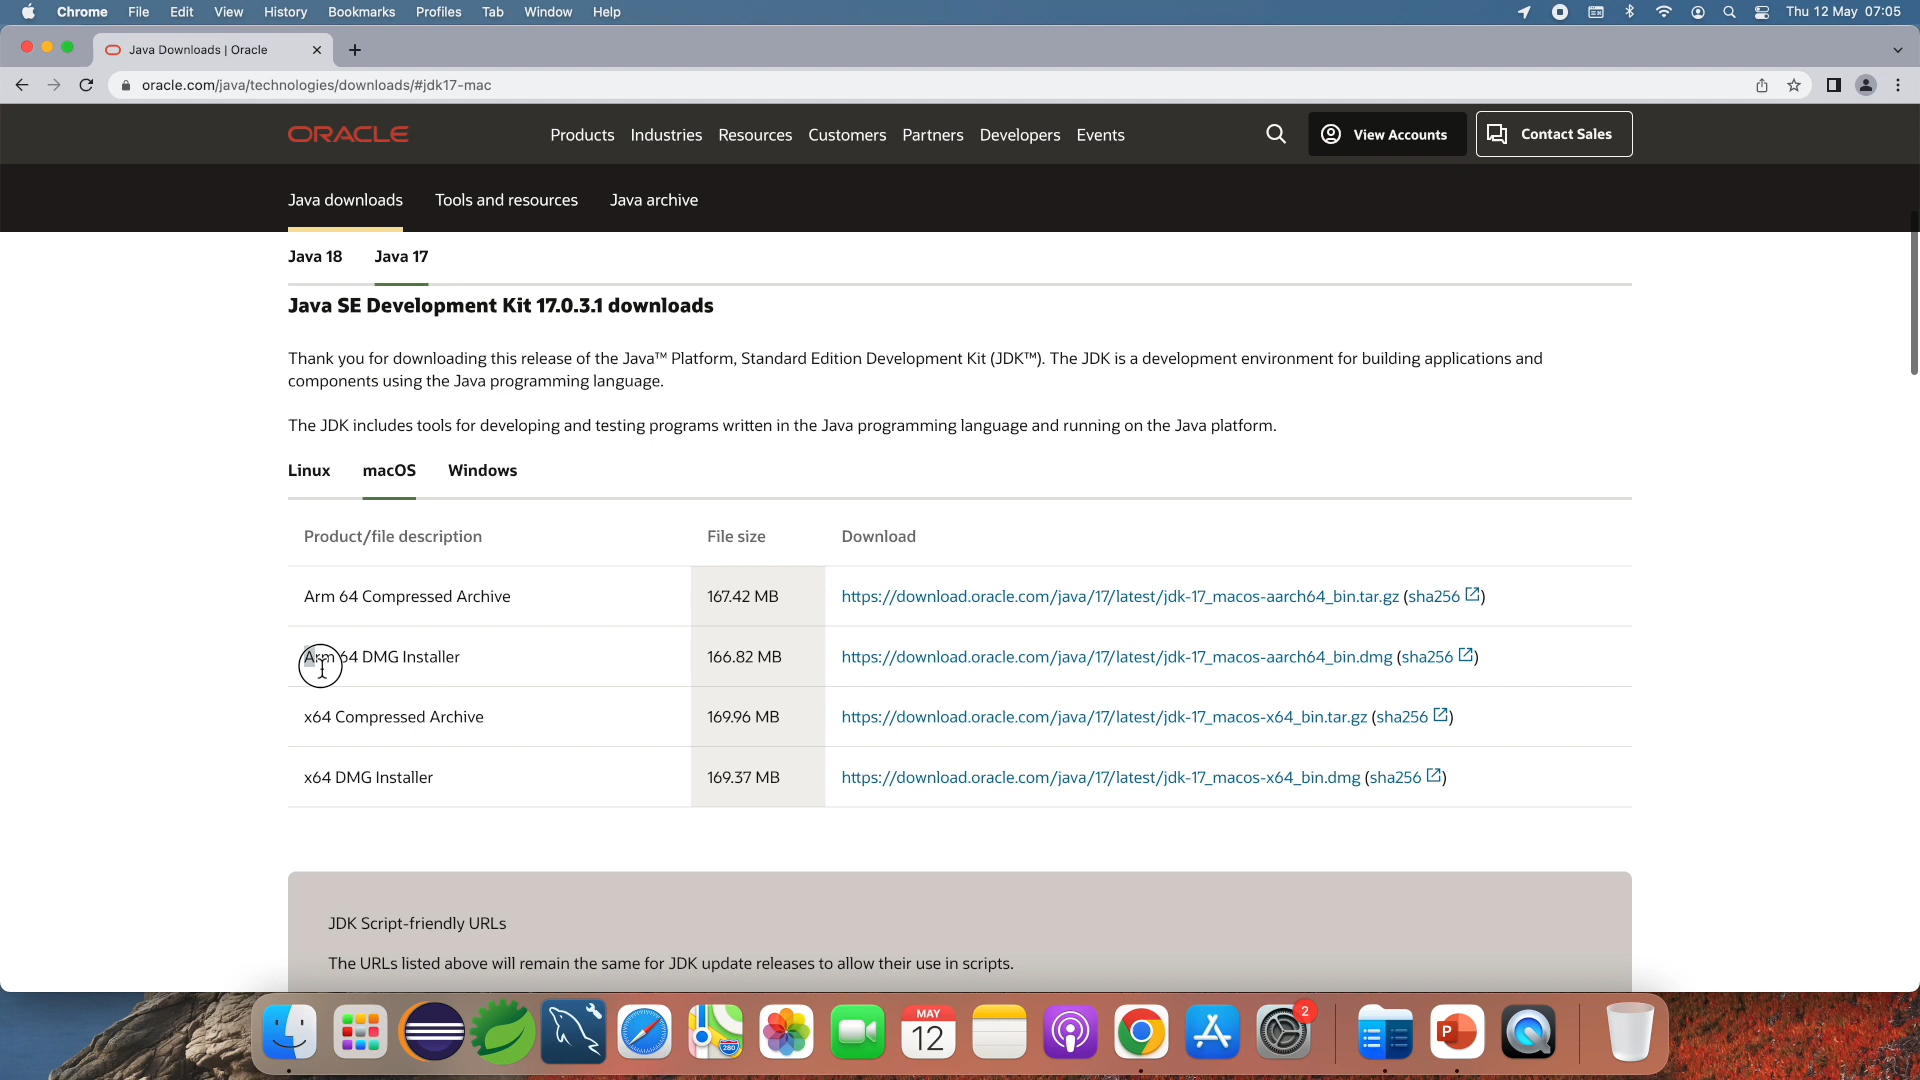 Chrome File Edit View History Bookmarks Profiles Tab Window Help Thu 12 May 07:05
Java Downloads | Oracle
oracle.com/java/technologies/downloads/#jdk17-mac
ORACLE Products Industries Resources Customers Partners Developers Events View Accounts Contact Sales
Java downloads Tools and resources Java archive
Java 18 Java 17
Java SE Development Kit 17.0.3.1 downloads
Thank you for downloading this release of the Java™ Platform, Standard Edition Development Kit (JDK™). The JDK is a development environment for building applications and
components using the Java programming language.
The JDK includes tools for developing and testing programs written in the Java programming language and running on the Java platform.
Linux macOS Windows
Product/file description File size Download
Arm 64 Compressed Archive 167.42 MB https://download.oracle.com/java/17/latest/jdk-17_macos-aarch64_bin.tar.gz (sha256)
Arm 64 DMG Installer 166.82 MB https://download.oracle.com/java/17/latest/jdk-17_macos-aarch64_bin.dmg (sha256)
x64 Compressed Archive 169.96 MB https://download.oracle.com/java/17/latest/jdk-17_macos-x64_bin.tar.gz (sha256)
x64 DMG Installer 169.37 MB https://download.oracle.com/java/17/latest/jdk-17_macos-x64_bin.dmg (sha256)
JDK Script-friendly URLs
The URLs listed above will remain the same for JDK update releases to allow their use in scripts.
280
MAY
12
2
P